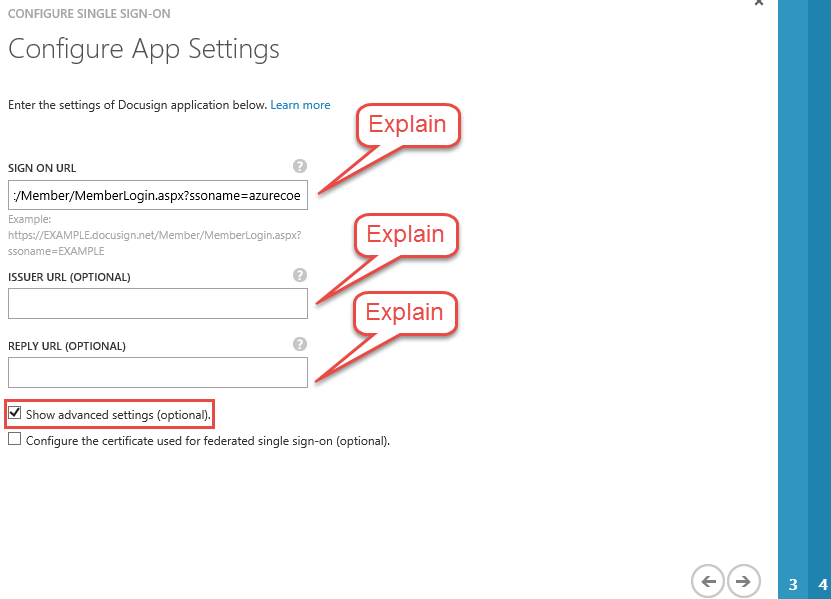 CONFIGURE SINGLE SIGN-ON
Configure App Settings
Enter the settings of Docusign application below. Learn more
Explain
SIGN ON URL ?
:/Member/MemberLogin.aspx?ssoname=azurecoe
Example:
https://EXAMPLE.docusign.net/Member/MemberLogin.aspx?
ssoname=EXAMPLE
Explain
ISSUER URL (OPTIONAL) ?
Explain
REPLY URL (OPTIONAL) ?
Show advanced settings (optional).
Configure the certificate used for federated single sign-on (optional).
3 4